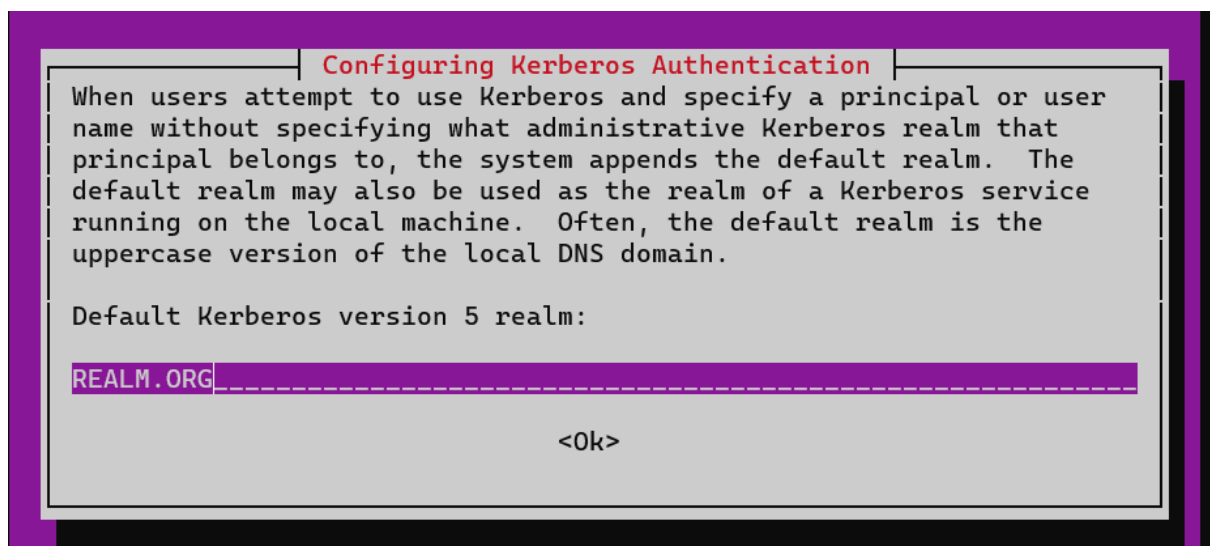 Configuring Kerberos Authentication
When users attempt to use Kerberos and specify a principal or user
name without specifying what administrative Kerberos realm that
principal belongs to, the system appends the default realm.  The
default realm may also be used as the realm of a Kerberos service
running on the local machine.  Often, the default realm is the
uppercase version of the local DNS domain.
Default Kerberos version 5 realm:
REALM.ORG___________________________________________________________
<Ok>